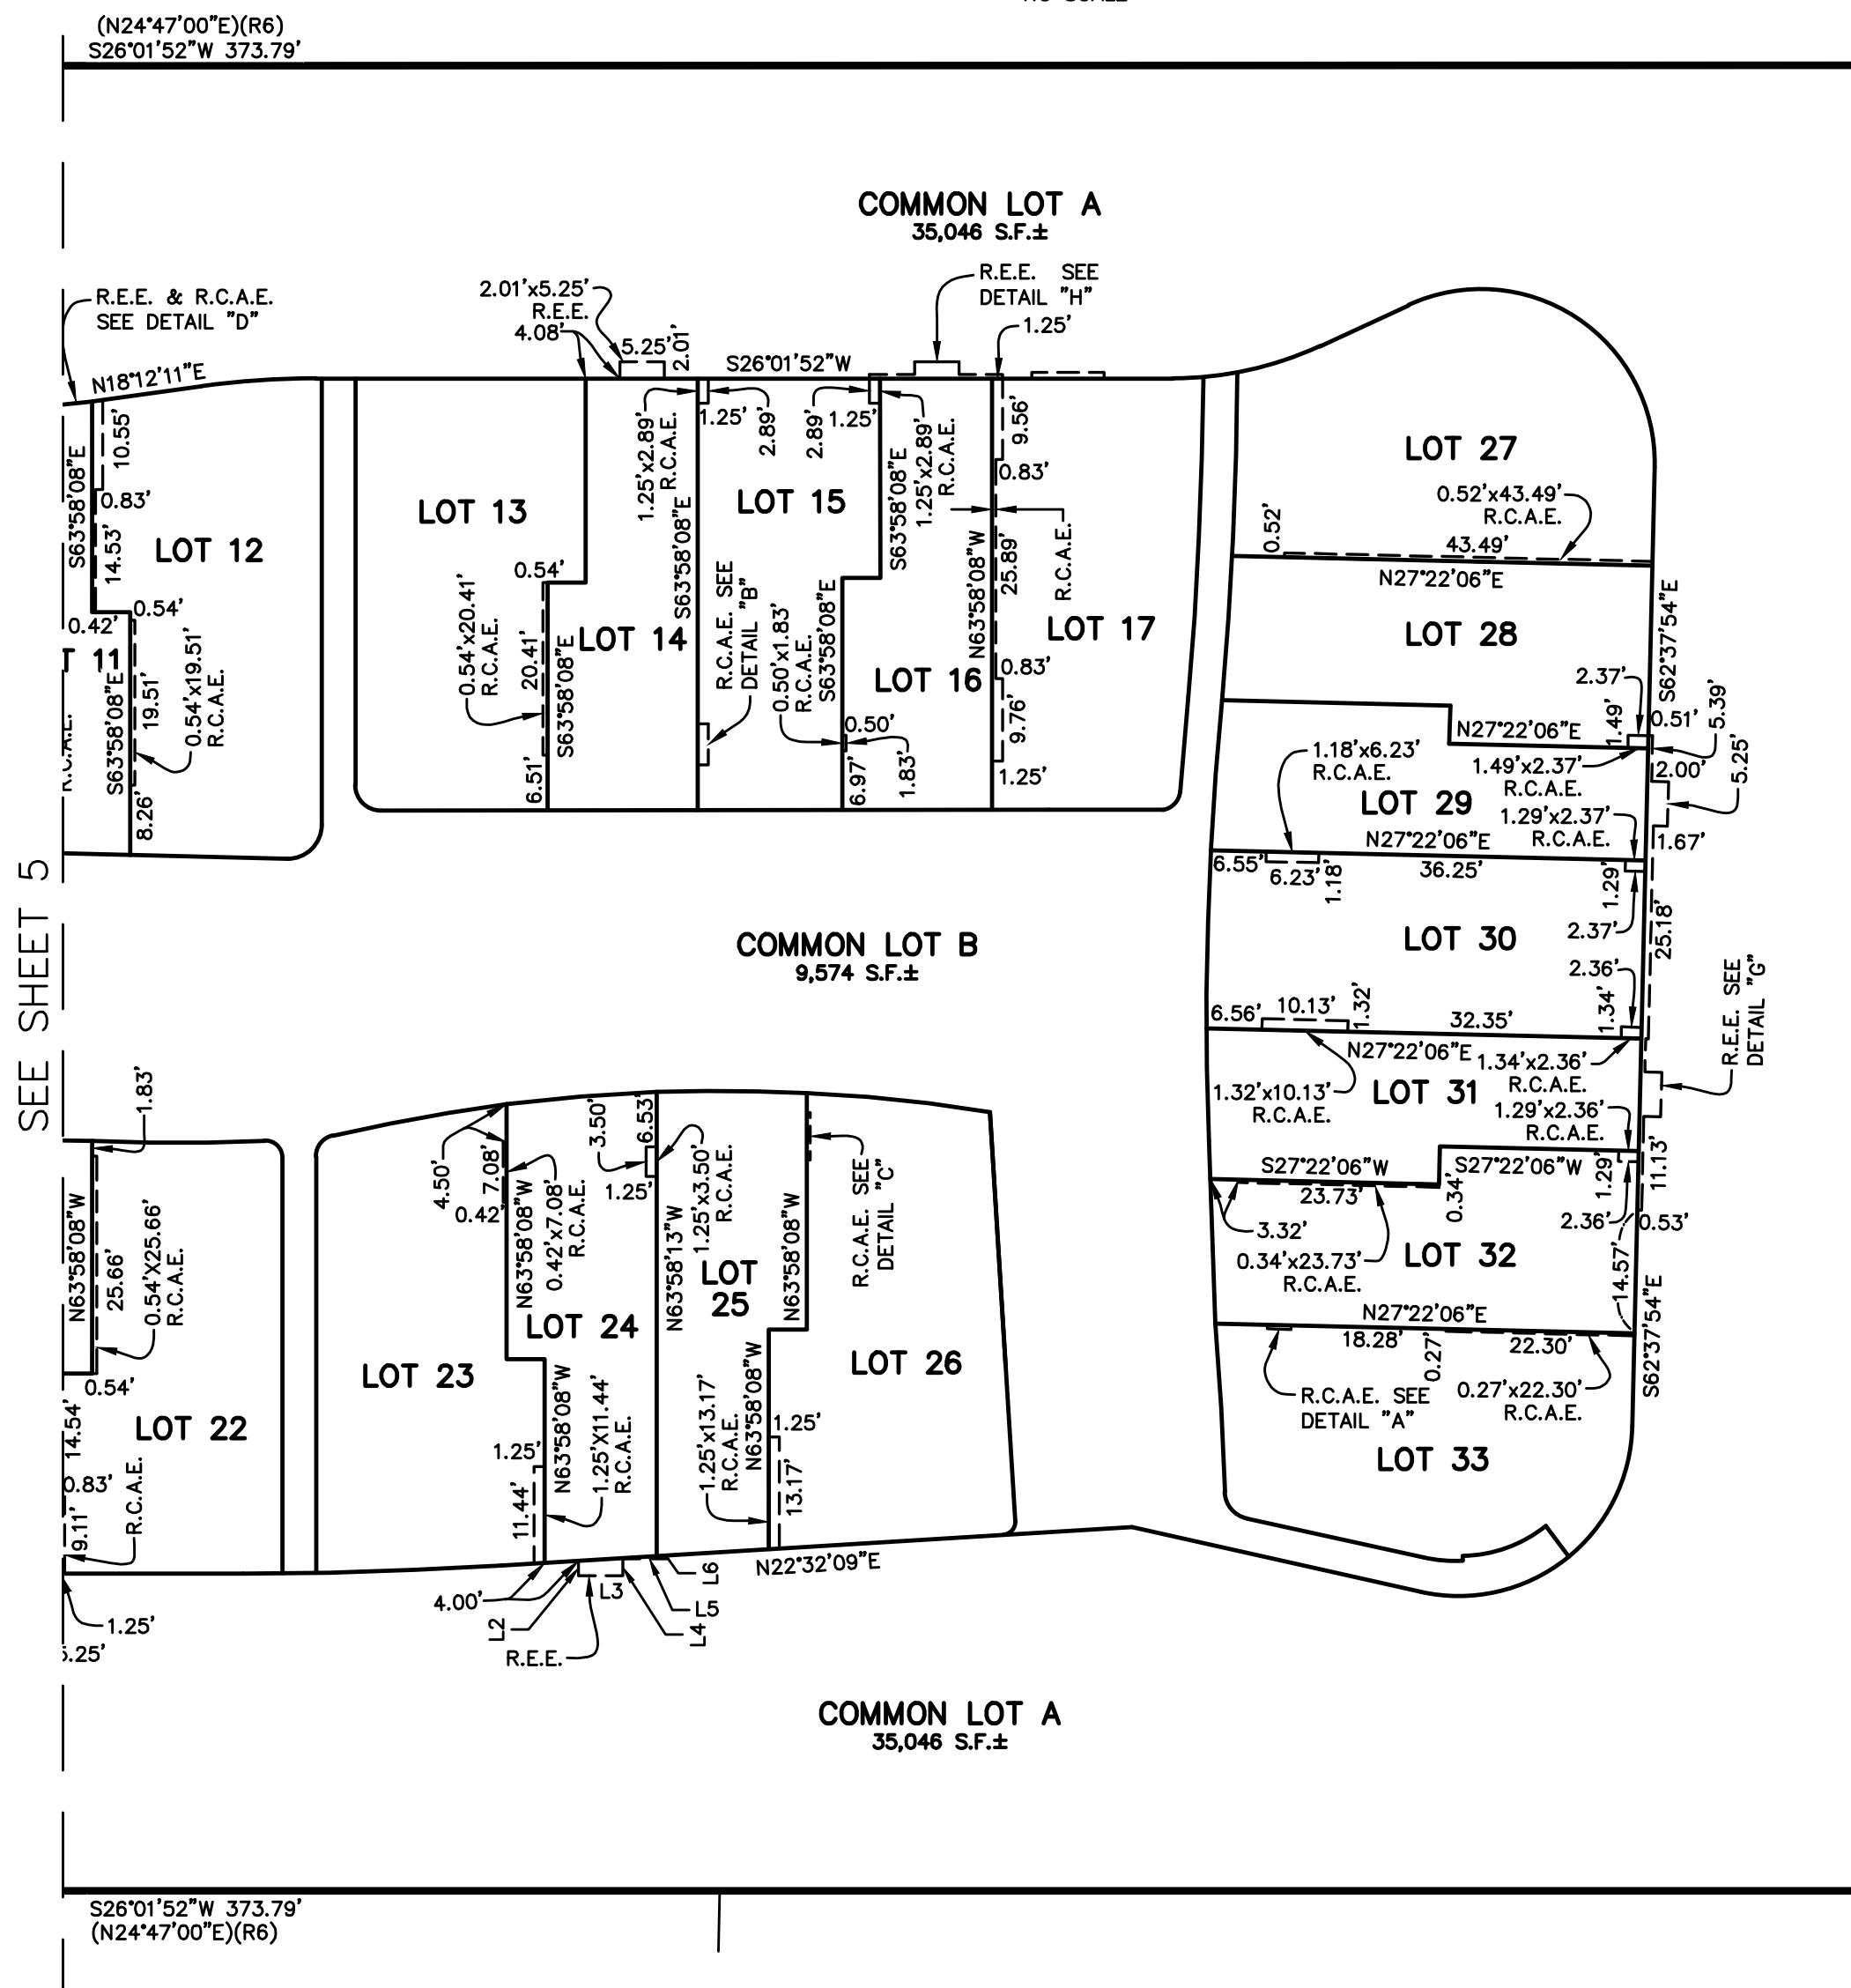 (N24°47'00"E)(R6)
S26°01'52"W 373.79'
COMMON LOT A
35,046 S.F.±
R.E.E. & R.C.A.E.
SEE DETAIL "D"
N18°12'11"E
2.01'x5.25'
R.E.E.
4.08'
5.25'
2.01'
S26°01'52"W
R.E.E. SEE
DETAIL "H"
1.25'
S63°58'08"E
10.55'
0.83'
14.53'
LOT 12
0.54'
0.42'
T 11
R.C.A.E.
S63°58'08"E
19.51'
0.54'x19.51'
R.C.A.E.
8.26'
LOT 13
0.54'
0.54'x20.41'
R.C.A.E.
20.41'
6.51'
S63°58'08"E
LOT 14
1.25'x2.89'
R.C.A.E.
S63°58'08"E
1.25'
2.89'
LOT 15
R.C.A.E. SEE
DETAIL "B"
2.89'
1.25'
1.25'x2.89'
R.C.A.E.
S63°58'08"E
0.50'x1.83'
R.C.A.E.
S63°58'08"E
0.50'
6.97'
1.83'
LOT 16
N63°58'08"W
9.56'
0.83'
25.89'
R.C.A.E.
LOT 17
0.83'
9.76'
1.25'
LOT 27
0.52'x43.49'
R.C.A.E.
0.52'
43.49'
N27°22'06"E
LOT 28
S62°37'54"E
2.37'
1.49'
N27°22'06"E
0.51'
5.39'
5.25'
1.18'x6.23'
R.C.A.E.
1.49'x2.37'
R.C.A.E.
2.00'
LOT 29
1.29'x2.37'
R.C.A.E.
N27°22'06"E
1.67'
6.55'
6.23'
1.18'
36.25'
1.29'
2.37'
25.18'
LOT 30
2.36'
1.34'
6.56'
10.13'
1.32'
32.35'
N27°22'06"E
1.34'x2.36'
R.C.A.E.
R.E.E. SEE
DETAIL "G"
1.32'x10.13'
R.C.A.E.
LOT 31
1.29'x2.36'
R.C.A.E.
S27°22'06"W
S27°22'06"W
1.29'
11.13'
23.73'
0.34'
3.32'
2.36'
0.53'
0.34'x23.73'
R.C.A.E.
LOT 32
14.57'
N27°22'06"E
18.28'
0.27'
22.30'
S62°37'54"E
R.C.A.E. SEE
DETAIL "A"
0.27'x22.30'
R.C.A.E.
LOT 33
SEE SHEET 5
COMMON LOT B
9,574 S.F.±
1.83'
N63°58'08"W
25.66'
0.54'X25.66'
R.C.A.E.
0.54'
14.54'
LOT 22
0.83'
9.11'
R.C.A.E.
1.25'
4.50'
7.08'
0.42'
N63°58'08"W
0.42'x7.08'
R.C.A.E.
3.50'
6.53'
1.25'
1.25'x3.50'
R.C.A.E.
N63°58'13"W
LOT
25
N63°58'08"W
R.C.A.E. SEE
DETAIL "C"
LOT 23
LOT 24
LOT 26
N63°58'08"W
1.25'X11.44'
R.C.A.E.
1.25'
11.44'
1.25'x13.17'
R.C.A.E.
N63°58'08"W
1.25'
13.17'
N22°32'09"E
4.00'
L2
L3
L4
L5
L6
R.E.E.
COMMON LOT A
35,046 S.F.±
S26°01'52"W 373.79'
(N24°47'00"E)(R6)